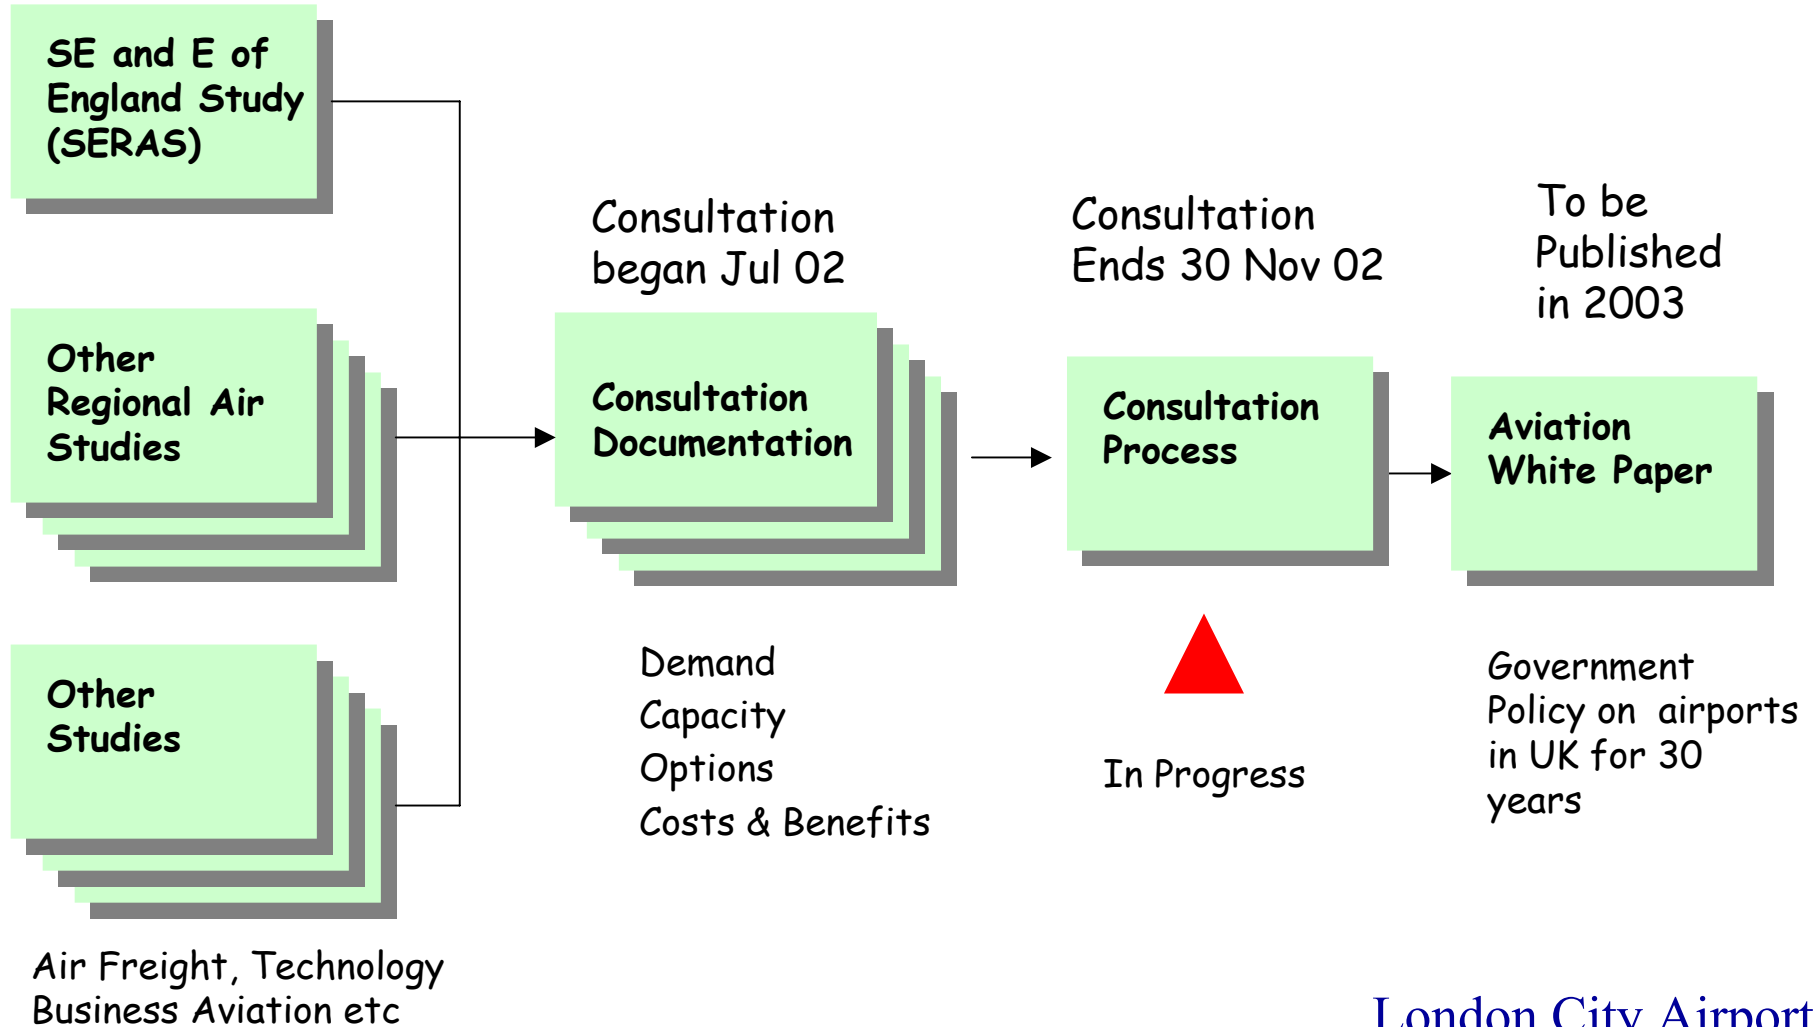 SE and E of
England Study
(SERAS)
Other
Regional Air
Studies
Other
Studies
Air Freight, Technology
Business Aviation etc
Consultation
began Jul 02
Consultation
Documentation
Demand
Capacity
Options
Costs & Benefits
Consultation
Ends 30 Nov 02
Consultation
Process
In Progress
To be
Published
in 2003
Aviation
White Paper
Government
Policy on airports
in UK for 30
years
London City Airport